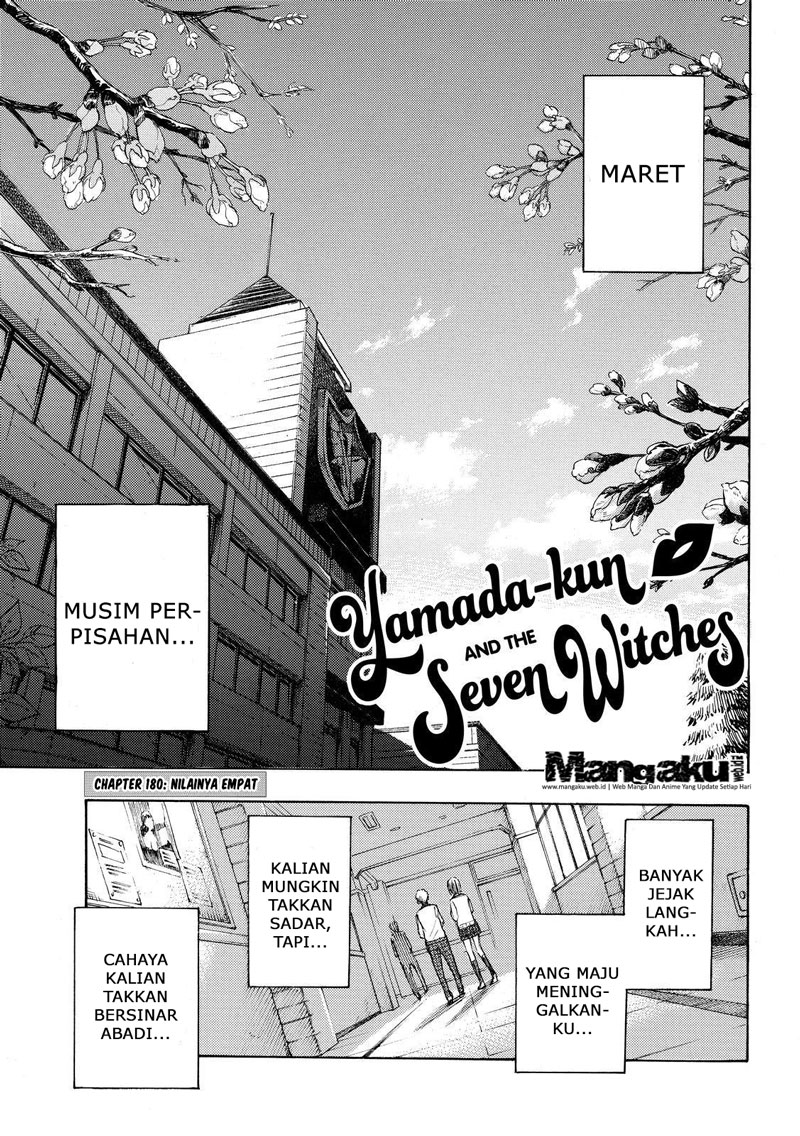 MARET
MUSIM PER-
PISAHAN...
Yamada-kun
AND THE
Seven Witches
Mangaku
World
www.mangaku.web.id | Web Manga Dan Anime Yang Update Setiap Hari
CHAPTER 180: NILAINYA EMPAT
BANYAK
JEJAK
LANG-
KAH...
YANG MAJU
MENING-
GALKAN-
KU...
KALIAN
MUNGKIN
TAKKAN
SADAR,
TAPI...
CAHAYA
KALIAN
TAKKAN
BERSINAR
ABADI...